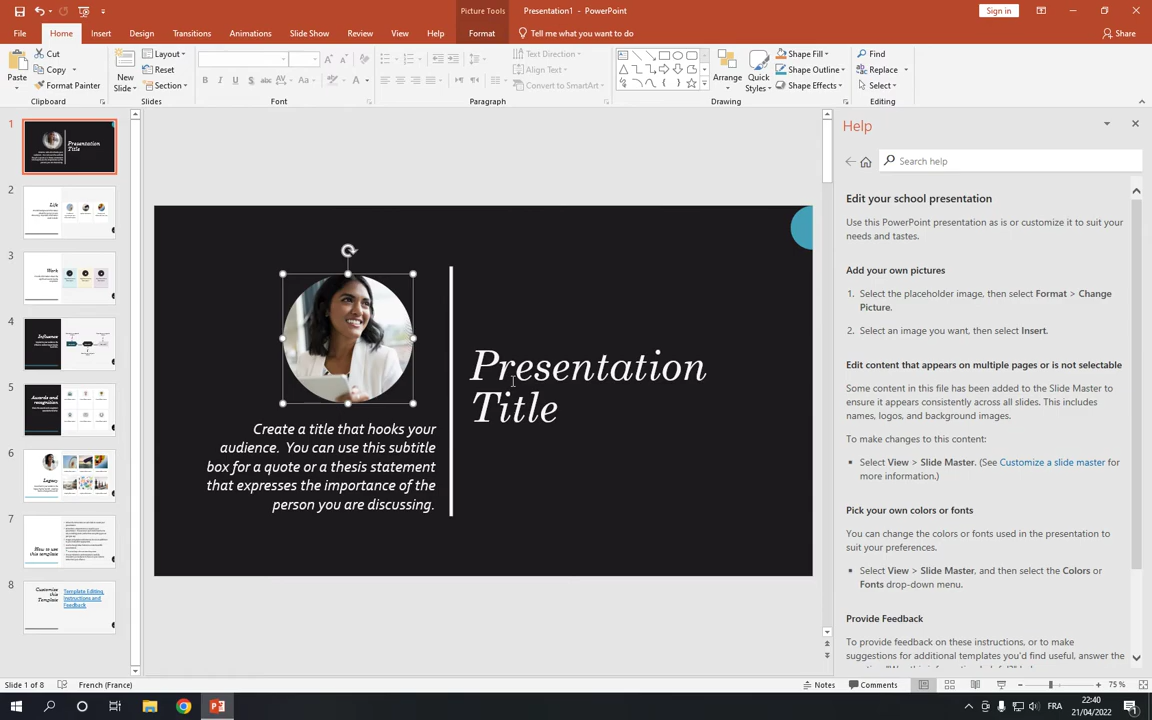 Picture Tools
Presentation1 - PowerPoint
Sign in
File Home Insert Design Transitions Animations Slide Show Review View Help Format Tell me what you want to do Share
Paste
Cut
Copy
Format Painter
Clipboard
New Slide
Layout
Reset
Section
Slides
B I U S abc AV Aa A
Font
Text Direction
Align Text
Convert to SmartArt
Paragraph
Arrange
Quick Styles
Shape Fill
Shape Outline
Shape Effects
Drawing
Find
Replace
Select
Editing
1
Presentation
Title
2
Life
3
Work
4
Influence
5
Awards and
recognition
6
Legacy
7
How to use
this template
8
Customize
this
Template
Template Editing
Instructions and
Feedback
Presentation
Title
Create a title that hooks your
audience. You can use this subtitle
box for a quote or a thesis statement
that expresses the importance of the
person you are discussing.
Help
Search help
Edit your school presentation
Use this PowerPoint presentation as is or customize it to suit your
needs and tastes.
Add your own pictures
1. Select the placeholder image, then select Format > Change
Picture.
2. Select an image you want, then select Insert.
Edit content that appears on multiple pages or is not selectable
Some content in this file has been added to the Slide Master to
ensure it appears consistently across all slides. This includes
names, logos, and background images.
To make changes to this content:
Select View > Slide Master. (See Customize a slide master for
more information.)
Pick your own colors or fonts
You can change the colors or fonts used in the presentation to
suit your preferences.
Select View > Slide Master, and then select the Colors or
Fonts drop-down menu.
Provide Feedback
To provide feedback on these instructions, or to make
suggestions for additional templates you'd find useful, answer the
Slide 1 of 8
French (France)
Notes
Comments
75 %
FRA
22:40
21/04/2022